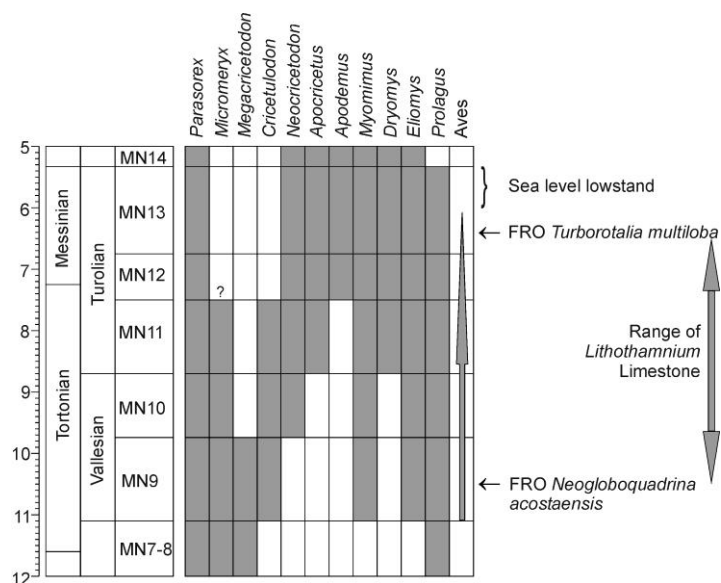 Parasorex
Micromeryx
Megacricetodon
Cricetulodon
Neocricetodon
Apocricetus
Apodemus
Myomimus
Dryomys
Eliomys
Prolagus
Aves
5
6
7
8
9
10
11
12
Messinian
Tortonian
Turolian
Vallesian
MN14
MN13
MN12
MN11
MN10
MN9
MN7-8
?
} Sea level lowstand
← FRO Turborotalia multiloba
Range of
Lithothamnium
Limestone
← FRO Neogloboquadrina
acostaensis